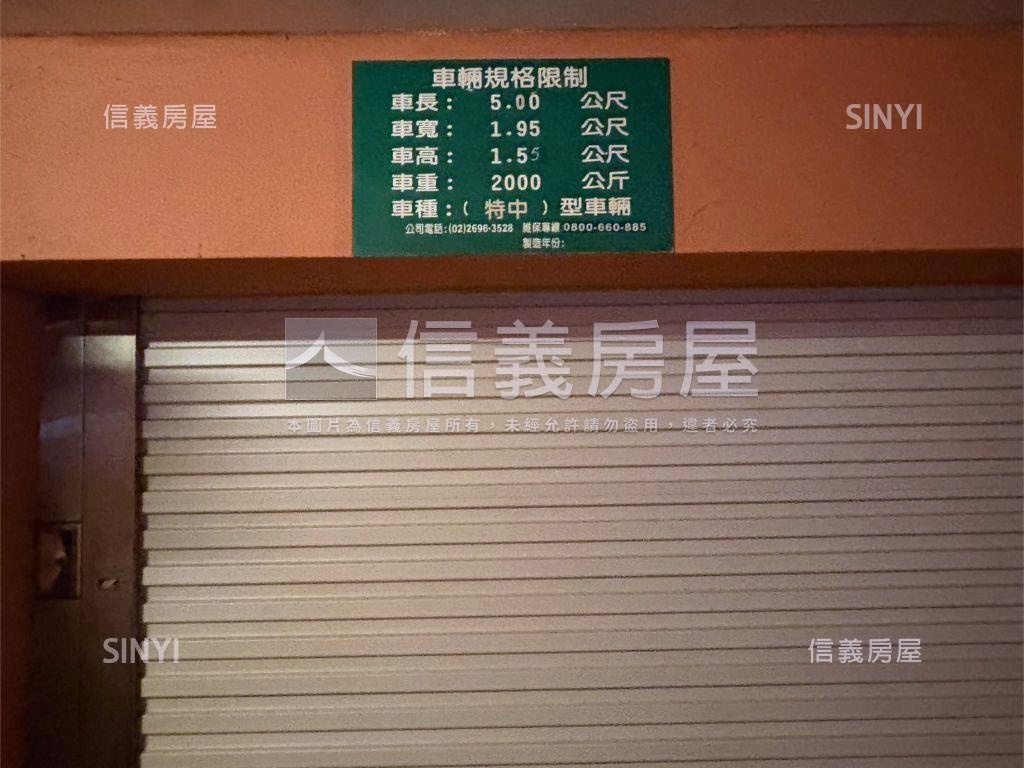 車輛規格限制
車長： 5.00 公尺
車寬： 1.95 公尺
車高： 1.55 公尺
車重： 2000 公斤
車種：（ 特中 ）型車輛
公司電話:(02)2696-3528 維保專線:0800-660-885
製造年份:
信義房屋
SINYI
信義房屋
本圖片為信義房屋所有，未經允許請勿盜用，違者必究
SINYI
信義房屋